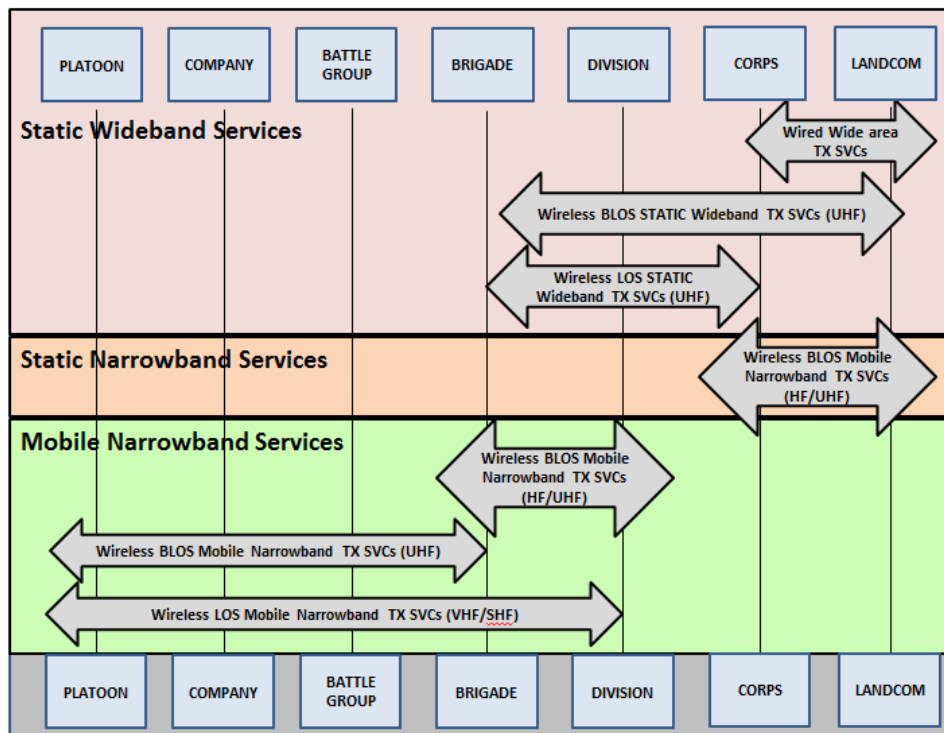 PLATOON
COMPANY
BATTLE
GROUP
BRIGADE
DIVISION
CORPS
LANDCOM
Static Wideband Services
Wired Wide area
TX SVCs
Wireless BLOS STATIC Wideband TX SVCs (UHF)
Wireless LOS STATIC
Wideband TX SVCs (UHF)
Static Narrowband Services
Wireless BLOS Mobile
Narrowband TX SVCs
(HF/UHF)
Mobile Narrowband Services
Wireless BLOS Mobile
Narrowband TX SVCs
(HF/UHF)
Wireless BLOS Mobile Narrowband TX SVCs (UHF)
Wireless LOS Mobile Narrowband TX SVCs (VHF/SHF)
PLATOON
COMPANY
BATTLE
GROUP
BRIGADE
DIVISION
CORPS
LANDCOM